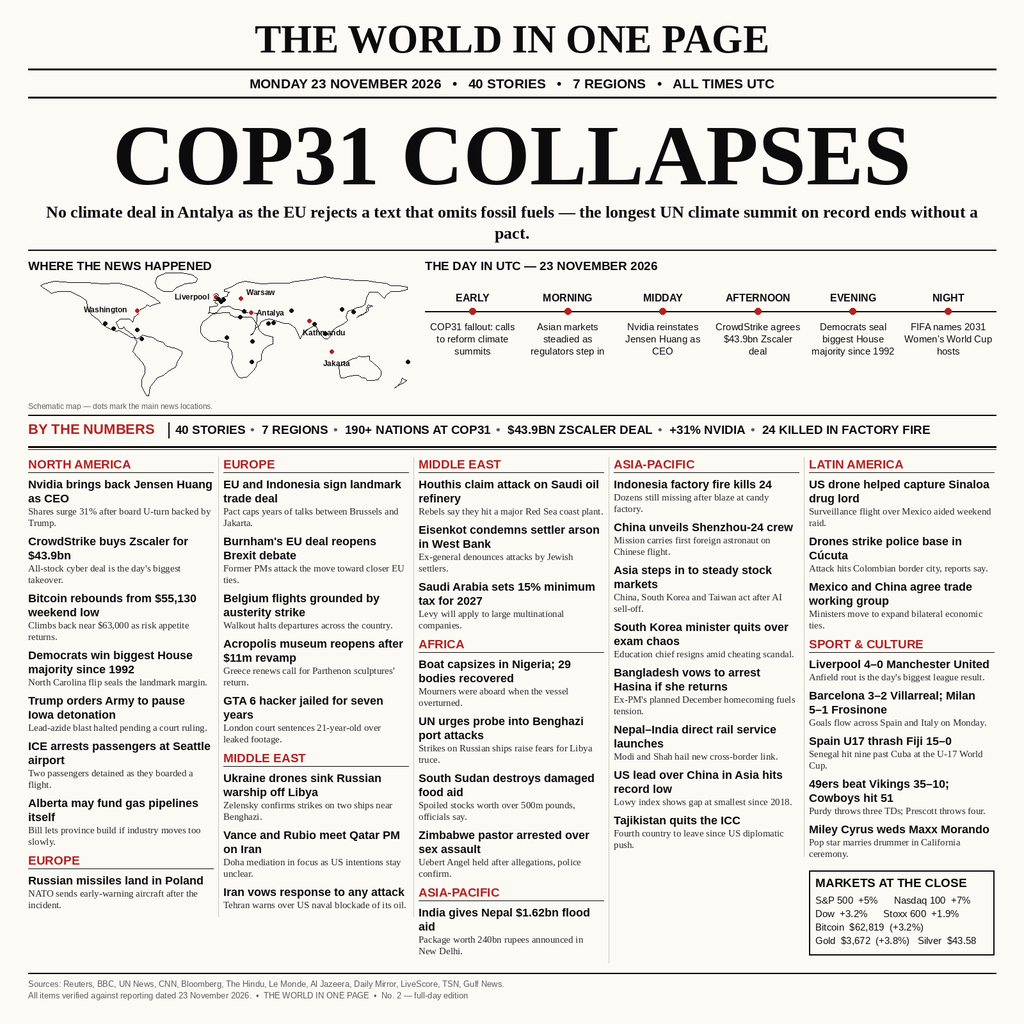 THE WORLD IN ONE PAGE
MONDAY 23 NOVEMBER 2026 • 40 STORIES • 7 REGIONS • ALL TIMES UTC
COP31 COLLAPSES
No climate deal in Antalya as the EU rejects a text that omits fossil fuels — the longest UN climate summit on record ends without a
pact.
WHERE THE NEWS HAPPENED
Washington
Liverpool
Warsaw
Antalya
Kathmandu
Jakarta
Schematic map — dots mark the main news locations.
THE DAY IN UTC — 23 NOVEMBER 2026
EARLY
COP31 fallout: calls
to reform climate
summits
MORNING
Asian markets
steadied as
regulators step in
MIDDAY
Nvidia reinstates
Jensen Huang as
CEO
AFTERNOON
CrowdStrike agrees
$43.9bn Zscaler
deal
EVENING
Democrats seal
biggest House
majority since 1992
NIGHT
FIFA names 2031
Women's World Cup
hosts
BY THE NUMBERS
40 STORIES • 7 REGIONS • 190+ NATIONS AT COP31 • $43.9BN ZSCALER DEAL • +31% NVIDIA • 24 KILLED IN FACTORY FIRE
NORTH AMERICA
Nvidia brings back Jensen Huang
as CEO
Shares surge 31% after board U-turn backed by
Trump.
CrowdStrike buys Zscaler for
$43.9bn
All-stock cyber deal is the day's biggest
takeover.
Bitcoin rebounds from $55,130
weekend low
Climbs back near $63,000 as risk appetite
returns.
Democrats win biggest House
majority since 1992
North Carolina flip seals the landmark margin.
Trump orders Army to pause
Iowa detonation
Lead-azide blast halted pending a court ruling.
ICE arrests passengers at Seattle
airport
Two passengers detained as they boarded a
flight.
Alberta may fund gas pipelines
itself
Bill lets province build if industry moves too
slowly.
EUROPE
Russian missiles land in Poland
NATO sends early-warning aircraft after the
incident.
EUROPE
EU and Indonesia sign landmark
trade deal
Pact caps years of talks between Brussels and
Jakarta.
Burnham's EU deal reopens
Brexit debate
Former PMs attack the move toward closer EU
ties.
Belgium flights grounded by
austerity strike
Walkout halts departures across the country.
Acropolis museum reopens after
$11m revamp
Greece renews call for Parthenon sculptures'
return.
GTA 6 hacker jailed for seven
years
London court sentences 21-year-old over
leaked footage.
MIDDLE EAST
Ukraine drones sink Russian
warship off Libya
Zelensky confirms strikes on two ships near
Benghazi.
Vance and Rubio meet Qatar PM
on Iran
Doha mediation in focus as US intentions stay
unclear.
Iran vows response to any attack
Tehran warns over US naval blockade of its oil.
MIDDLE EAST
Houthis claim attack on Saudi oil
refinery
Rebels say they hit a major Red Sea coast plant.
Eisenkot condemns settler arson
in West Bank
Ex-general denounces attacks by Jewish
settlers.
Saudi Arabia sets 15% minimum
tax for 2027
Levy will apply to large multinational
companies.
AFRICA
Boat capsizes in Nigeria; 29
bodies recovered
Mourners were aboard when the vessel
overturned.
UN urges probe into Benghazi
port attacks
Strikes on Russian ships raise fears for Libya
truce.
South Sudan destroys damaged
food aid
Spoiled stocks worth over 500m pounds,
officials say.
Zimbabwe pastor arrested over
sex assault
Uebert Angel held after allegations, police
confirm.
ASIA-PACIFIC
India gives Nepal $1.62bn flood
aid
Package worth 240bn rupees announced in
New Delhi.
ASIA-PACIFIC
Indonesia factory fire kills 24
Dozens still missing after blaze at candy
factory.
China unveils Shenzhou-24 crew
Mission carries first foreign astronaut on
Chinese flight.
Asia steps in to steady stock
markets
China, South Korea and Taiwan act after AI
sell-off.
South Korea minister quits over
exam chaos
Education chief resigns amid cheating scandal.
Bangladesh vows to arrest
Hasina if she returns
Ex-PM's planned December homecoming fuels
tension.
Nepal–India direct rail service
launches
Modi and Shah hail new cross-border link.
US lead over China in Asia hits
record low
Lowy index shows gap at smallest since 2018.
Tajikistan quits the ICC
Fourth country to leave since US diplomatic
push.
LATIN AMERICA
US drone helped capture Sinaloa
drug lord
Surveillance flight over Mexico aided weekend
raid.
Drones strike police base in
Cúcuta
Attack hits Colombian border city, reports say.
Mexico and China agree trade
working group
Ministers move to expand bilateral economic
ties.
SPORT & CULTURE
Liverpool 4–0 Manchester United
Anfield rout is the day's biggest league result.
Barcelona 3–2 Villarreal; Milan
5–1 Frosinone
Goals flow across Spain and Italy on Monday.
Spain U17 thrash Fiji 15–0
Senegal hit nine past Cuba at the U-17 World
Cup.
49ers beat Vikings 35–10;
Cowboys hit 51
Purdy throws three TDs; Prescott throws four.
Miley Cyrus weds Maxx Morando
Pop star marries drummer in California
ceremony.
MARKETS AT THE CLOSE
S&P 500 +5% Nasdaq 100 +7%
Dow +3.2% Stoxx 600 +1.9%
Bitcoin $62,819 (+3.2%)
Gold $3,672 (+3.8%) Silver $43.58
Sources: Reuters, BBC, UN News, CNN, Bloomberg, The Hindu, Le Monde, Al Jazeera, Daily Mirror, LiveScore, TSN, Gulf News.
All items verified against reporting dated 23 November 2026. • THE WORLD IN ONE PAGE • No. 2 — full-day edition